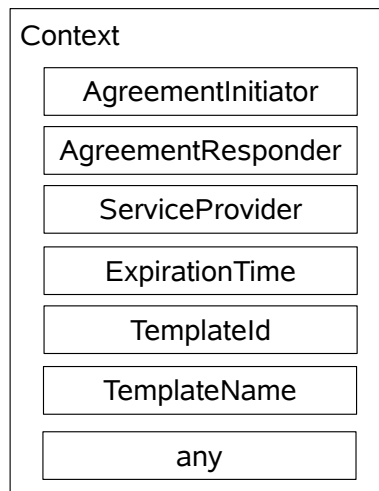 Context
AgreementInitiator
AgreementResponder
ServiceProvider
ExpirationTime
TemplateId
TemplateName
any